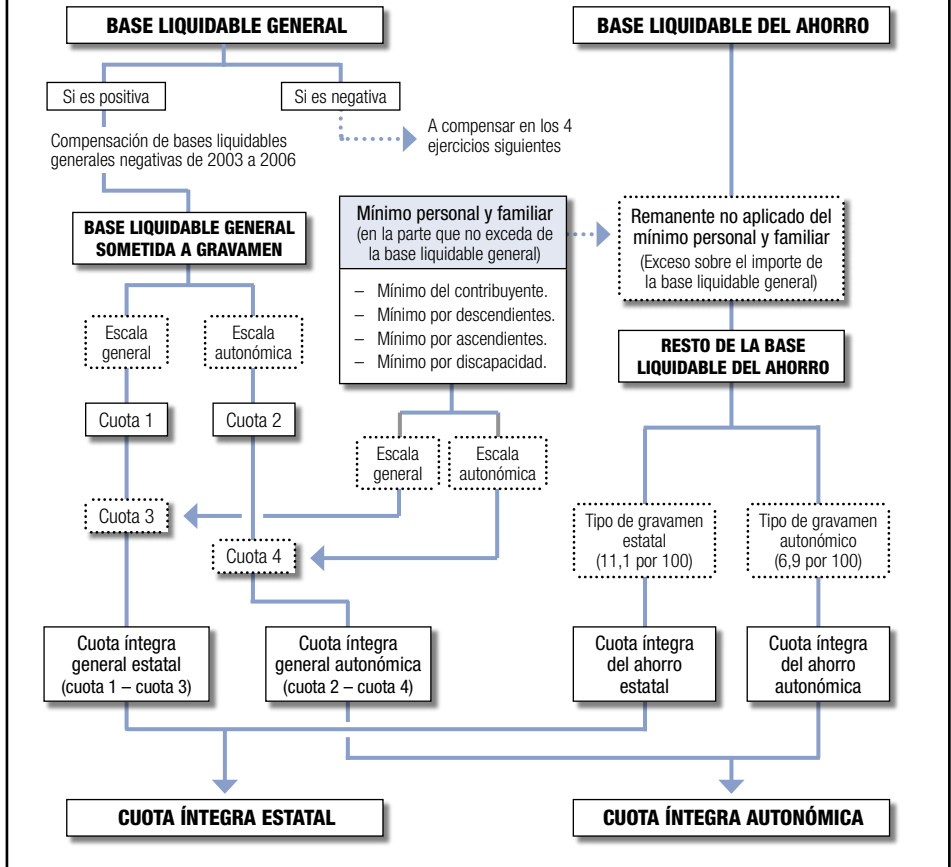 BASE LIQUIDABLE GENERAL
BASE LIQUIDABLE DEL AHORRO
Si es positiva
Si es negativa
Compensación de bases liquidables
generales negativas de 2003 a 2006
A compensar en los 4
ejercicios siguientes
BASE LIQUIDABLE GENERAL
SOMETIDA A GRAVAMEN
Mínimo personal y familiar
(en la parte que no exceda de
la base liquidable general)
– Mínimo del contribuyente.
– Mínimo por descendientes.
– Mínimo por ascendientes.
– Mínimo por discapacidad.
Remanente no aplicado del
mínimo personal y familiar
(Exceso sobre el importe de
la base liquidable general)
Escala
general
Escala
autonómica
RESTO DE LA BASE
LIQUIDABLE DEL AHORRO
Cuota 1
Cuota 2
Escala
general
Escala
autonómica
Cuota 3
Cuota 4
Tipo de gravamen
estatal
(11,1 por 100)
Tipo de gravamen
autonómico
(6,9 por 100)
Cuota íntegra
general estatal
(cuota 1 – cuota 3)
Cuota íntegra
general autonómica
(cuota 2 – cuota 4)
Cuota íntegra
del ahorro
estatal
Cuota íntegra
del ahorro
autonómica
CUOTA ÍNTEGRA ESTATAL
CUOTA ÍNTEGRA AUTONÓMICA